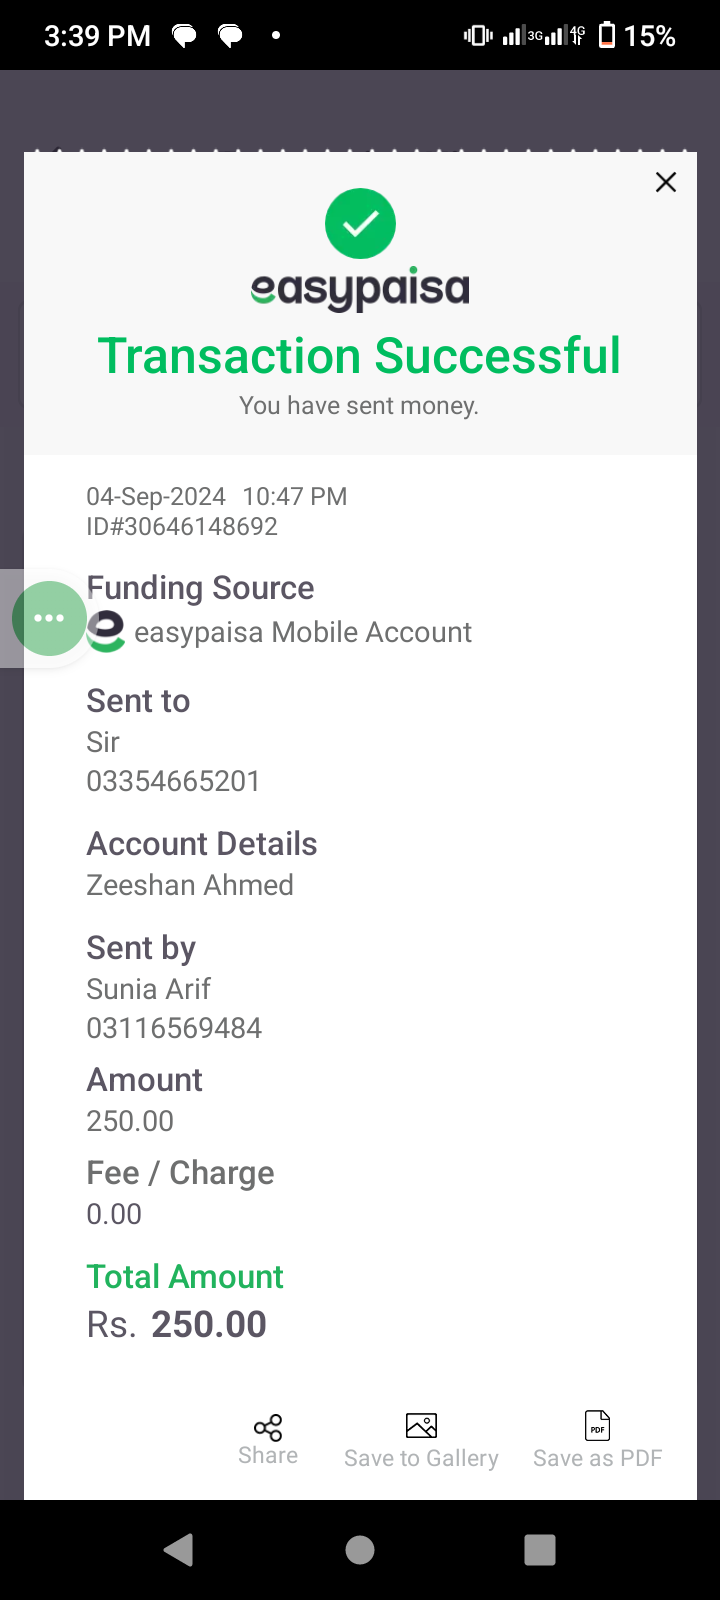 3:39 PM
3G
4G
15%
easypaisa
Transaction Successful
You have sent money.
04-Sep-2024 10:47 PM
ID#30646148692
Funding Source
easypaisa Mobile Account
Sent to
Sir
03354665201
Account Details
Zeeshan Ahmed
Sent by
Sunia Arif
03116569484
Amount
250.00
Fee / Charge
0.00
Total Amount
Rs. 250.00
PDF
Share
Save to Gallery
Save as PDF